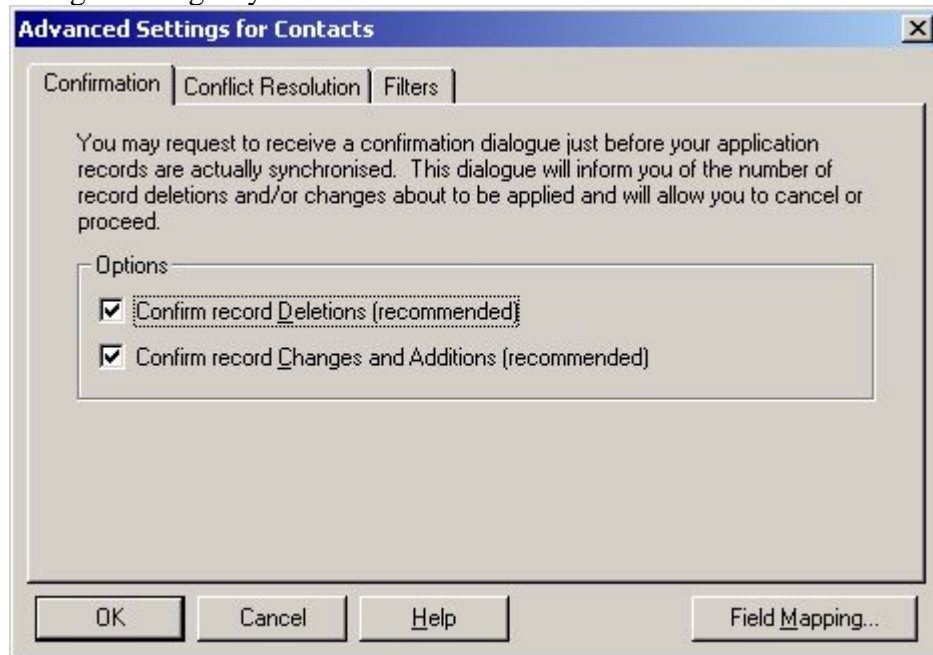 Advanced Settings for Contacts
Confirmation
Conflict Resolution
Filters
You may request to receive a confirmation dialogue just before your application
records are actually synchronised. This dialogue will inform you of the number of
record deletions and/or changes about to be applied and will allow you to cancel or
proceed.
Options
Confirm record Deletions (recommended)
Confirm record Changes and Additions (recommended)
OK
Cancel
Help
Field Mapping...